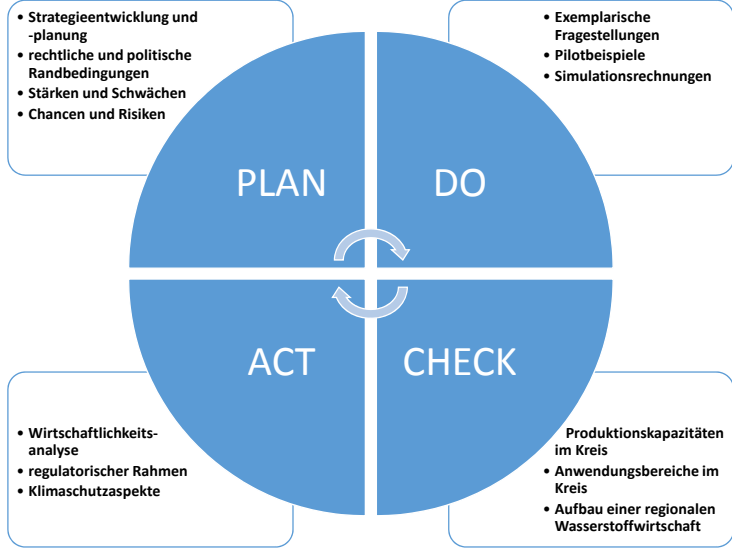 • Strategieentwicklung und
-planung
• rechtliche und politische
Randbedingungen
• Stärken und Schwächen
• Chancen und Risiken
• Exemplarische
Fragestellungen
• Pilotbeispiele
• Simulationsrechnungen
PLAN
DO
ACT
CHECK
• Wirtschaftlichkeits-
analyse
• regulatorischer Rahmen
• Klimaschutzaspekte
Produktionskapazitäten
im Kreis
• Anwendungsbereiche im
Kreis
• Aufbau einer regionalen
Wasserstoffwirtschaft